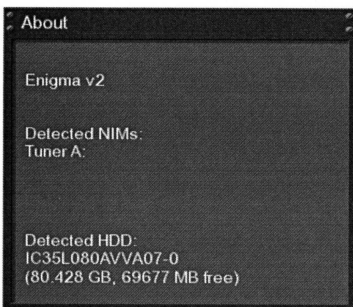 About
Enigma v2
Detected NIMs:
Tuner A:
Detected HDD:
IC35L080AVVA07-0
(80.428 GB, 69677 MB free)